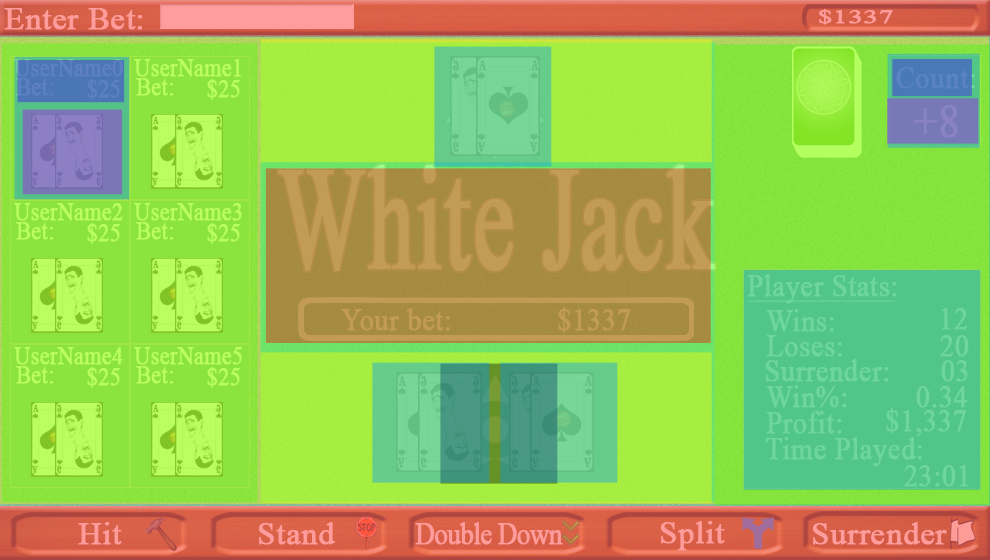 Enter Bet:
$1337
UserName0
Bet: $25
UserName1
Bet: $25
Count:
+8
UserName2
Bet: $25
UserName3
Bet: $25
White Jack
Your bet: $1337
Player Stats:
Wins: 12
Loses: 20
Surrender: 03
Win%: 0.34
Profit: $1,337
Time Played:
23:01
UserName4
Bet: $25
UserName5
Bet: $25
Hit
Stand
STOP
Double Down
Split
Surrender